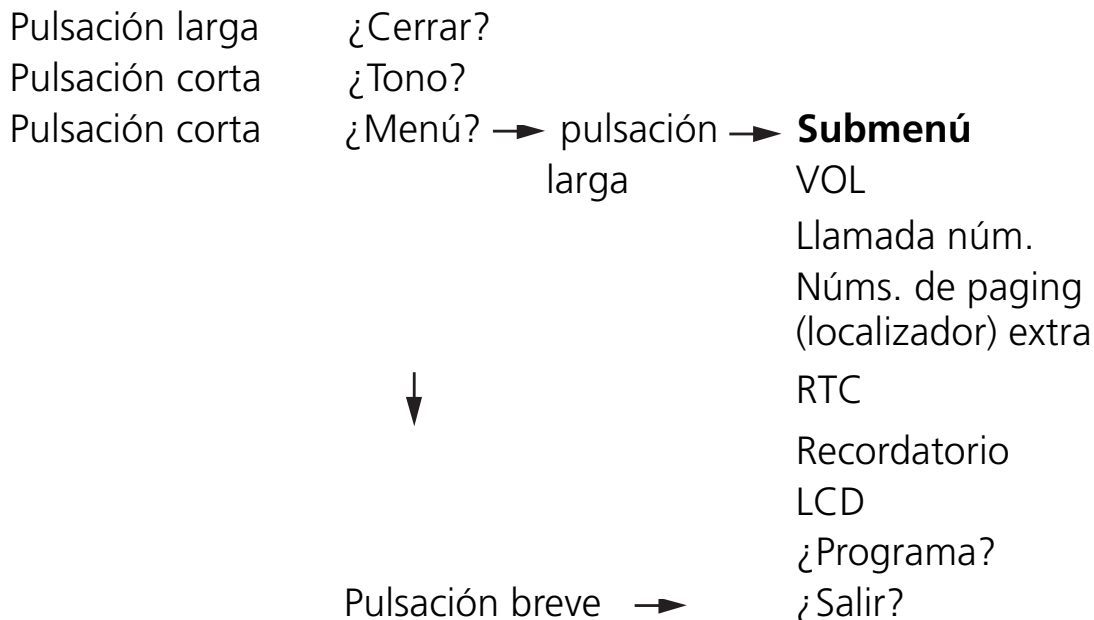 Pulsación larga ¿Cerrar?
Pulsación corta ¿Tono?
Pulsación corta ¿Menú? → pulsación → Submenú
larga VOL
Llamada núm.
Núms. de paging
(localizador) extra
RTC
Recordatorio
LCD
¿Programa?
Pulsación breve → ¿Salir?